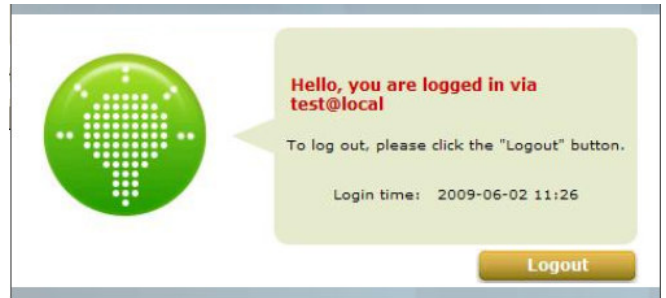 Hello, you are logged in via
test@local
To log out, please click the "Logout" button.
Login time: 2009-06-02 11:26
Logout